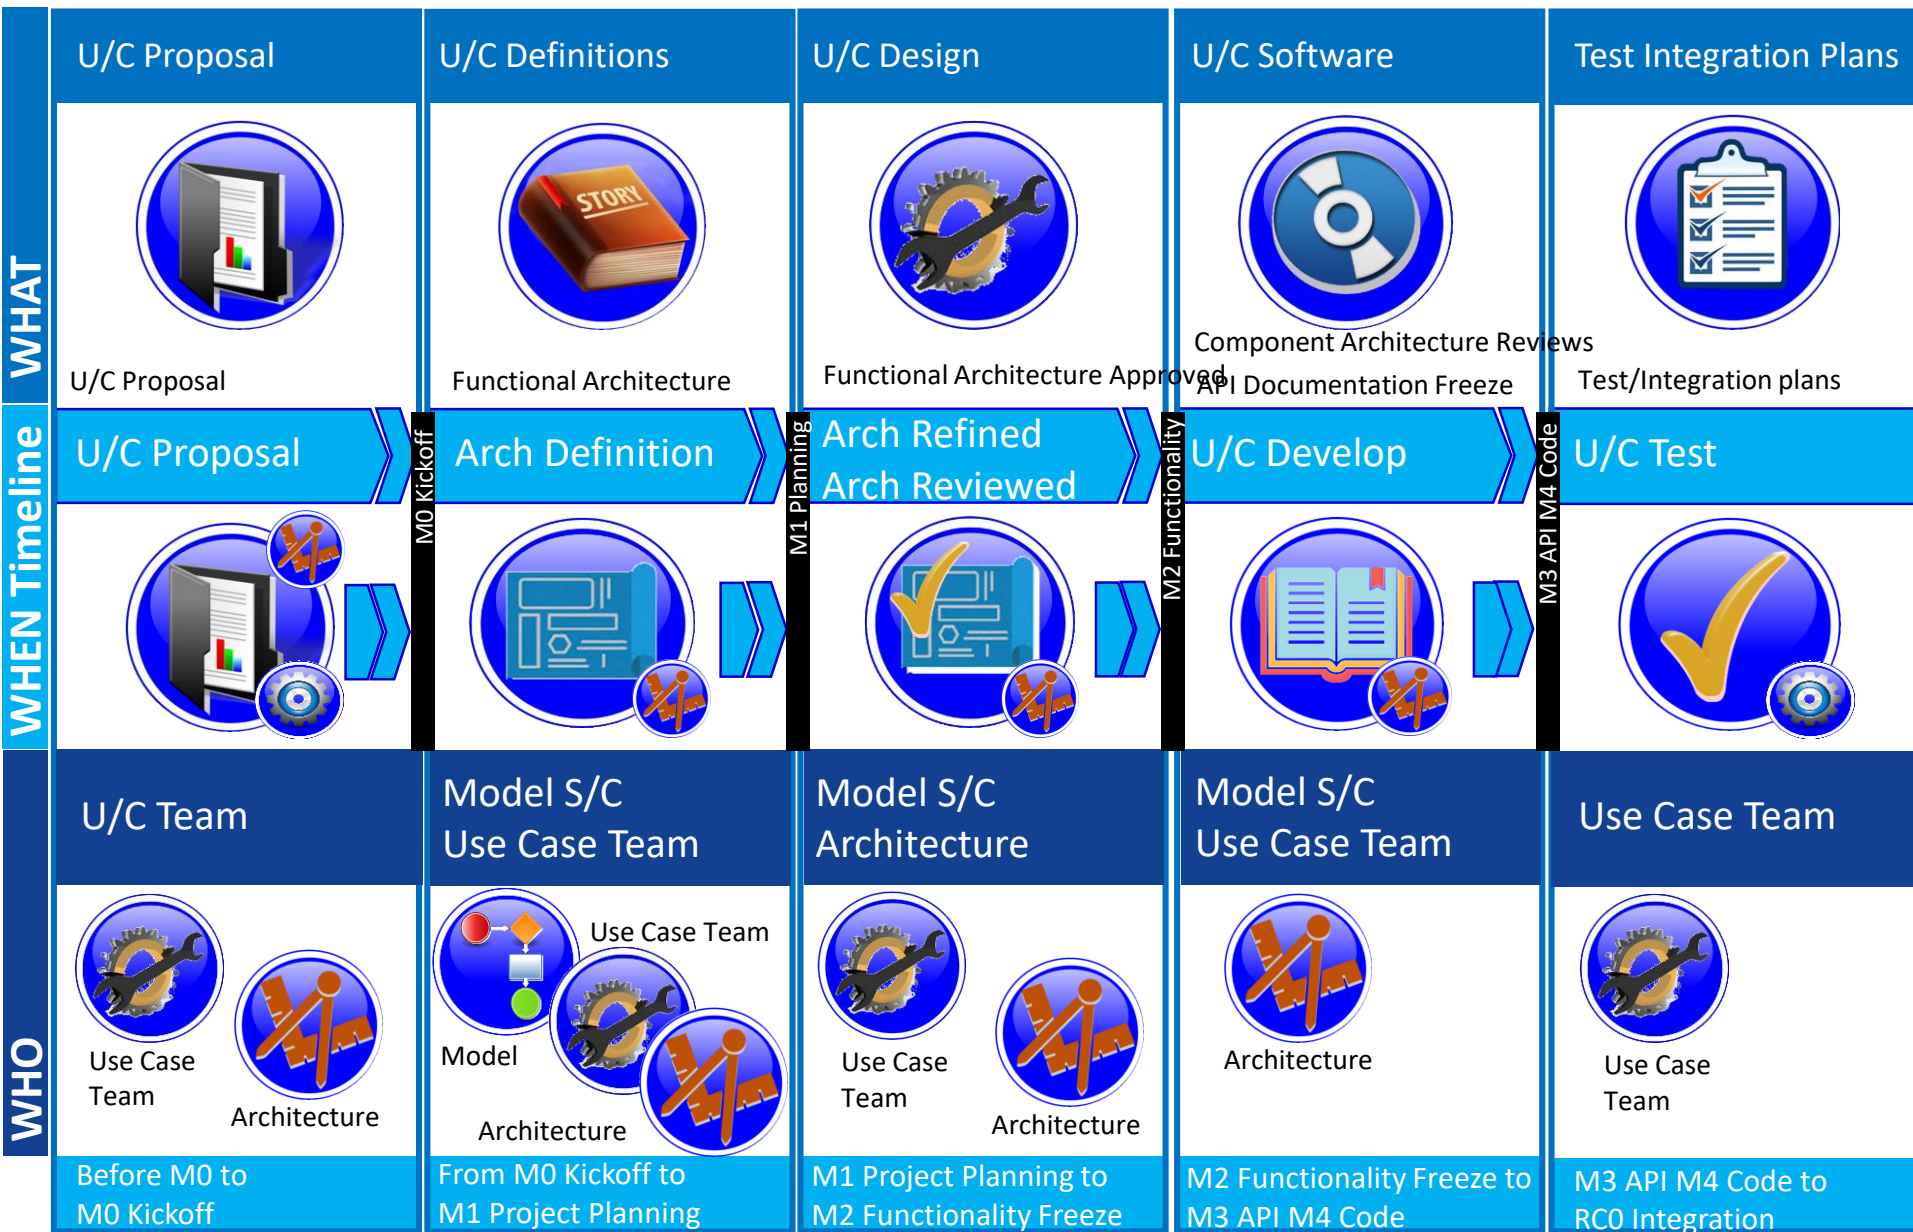 WHAT
U/C Proposal
U/C Definitions
U/C Design
U/C Software
Test Integration Plans
STORY
U/C Proposal
Functional Architecture
Functional Architecture Approved
Component Architecture Reviews
API Documentation Freeze
Test/Integration plans
WHEN Timeline
U/C Proposal
M0 Kickoff
Arch Definition
M1 Planning
Arch Refined
Arch Reviewed
M2 Functionality
U/C Develop
M3 API M4 Code
U/C Test
WHO
U/C Team
Model S/C
Use Case Team
Model S/C
Architecture
Model S/C
Use Case Team
Use Case Team
Use Case
Team
Architecture
Use Case Team
Model
Architecture
Use Case
Team
Architecture
Architecture
Use Case
Team
Before M0 to
M0 Kickoff
From M0 Kickoff to
M1 Project Planning
M1 Project Planning to
M2 Functionality Freeze
M2 Functionality Freeze to
M3 API M4 Code
M3 API M4 Code to
RC0 Integration